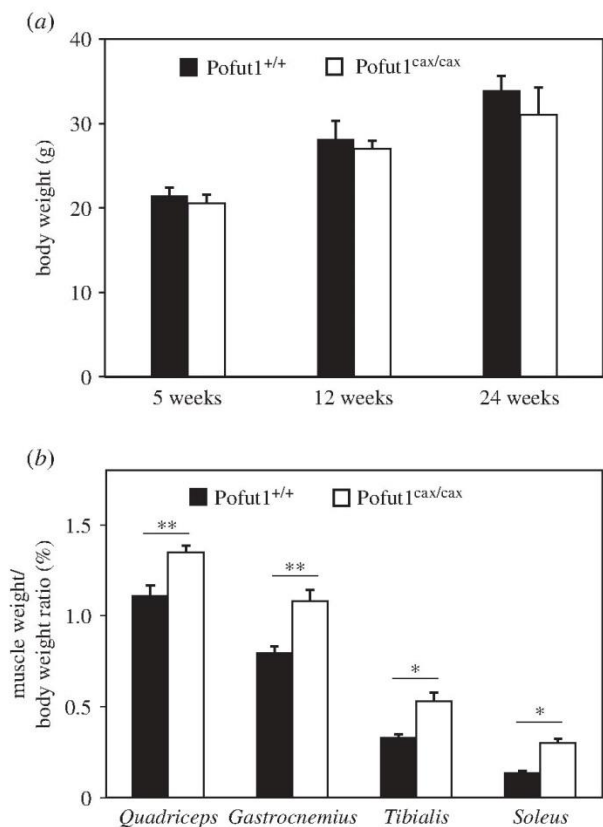 (a)
40
30
20
10
0
body weight (g)
Pofut1+/+
Pofut1cax/cax
5 weeks
12 weeks
24 weeks
(b)
1.5
1.0
0.5
0
muscle weight/
body weight ratio (%)
Pofut1+/+
Pofut1cax/cax
**
**
*
*
Quadriceps
Gastrocnemius
Tibialis
Soleus